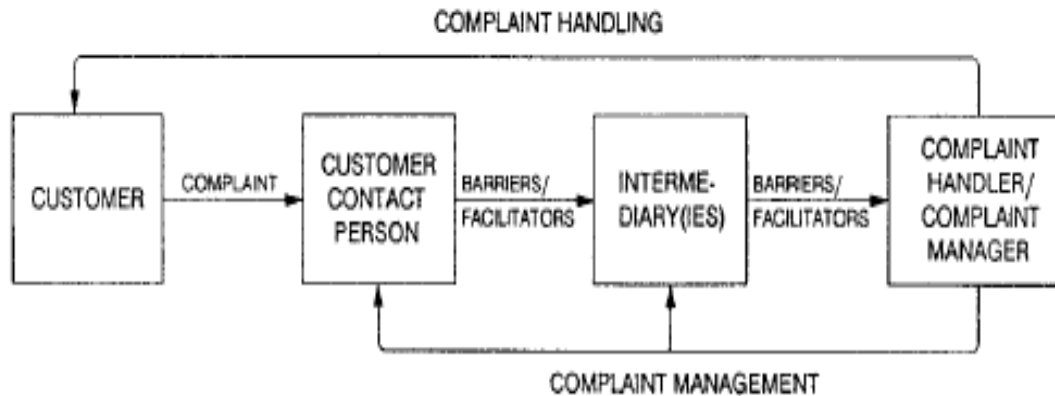 COMPLAINT HANDLING
CUSTOMER
COMPLAINT
CUSTOMER
CONTACT
PERSON
BARRIERS/
FACILITATORS
INTERME-
DIARY(IES)
BARRIERS/
FACILITATORS
COMPLAINT
HANDLER/
COMPLAINT
MANAGER
COMPLAINT MANAGEMENT